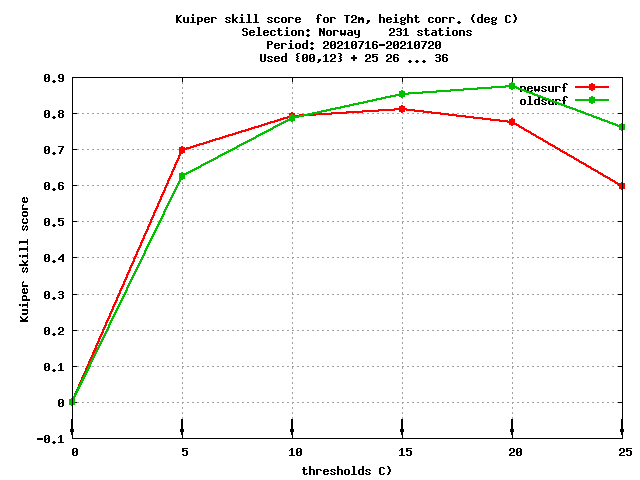 Kuiper skill score  for T2m, height corr. (deg C)
Selection: Norway    231 stations
Period: 20210716-20210720
Used {00,12} + 25 26 ... 36
newsurf
oldsurf
0.9
0.8
0.7
0.6
0.5
0.4
0.3
0.2
0.1
0
-0.1
Kuiper skill score
0 5 10 15 20 25
thresholds C)